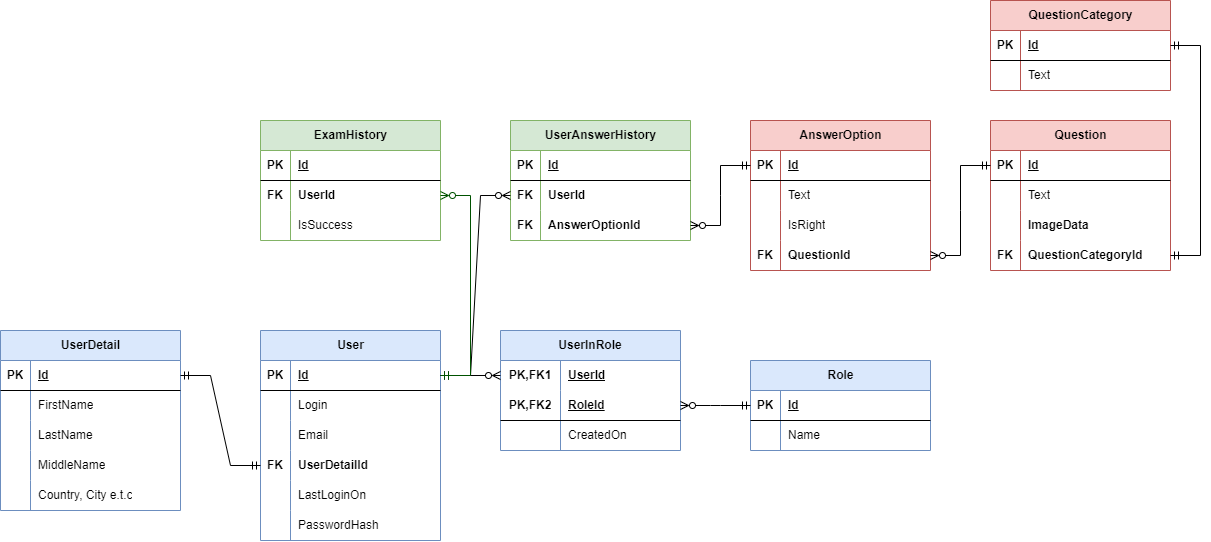 QuestionCategory
PK Id
Text
ExamHistory
PK Id
FK UserId
IsSuccess
UserAnswerHistory
PK Id
FK UserId
FK AnswerOptionId
AnswerOption
PK Id
Text
IsRight
FK QuestionId
Question
PK Id
Text
ImageData
FK QuestionCategoryId
UserDetail
PK Id
FirstName
LastName
MiddleName
Country, City e.t.c
User
PK Id
Login
Email
FK UserDetailId
LastLoginOn
PasswordHash
UserInRole
PK,FK1 UserId
PK,FK2 RoleId
CreatedOn
Role
PK Id
Name